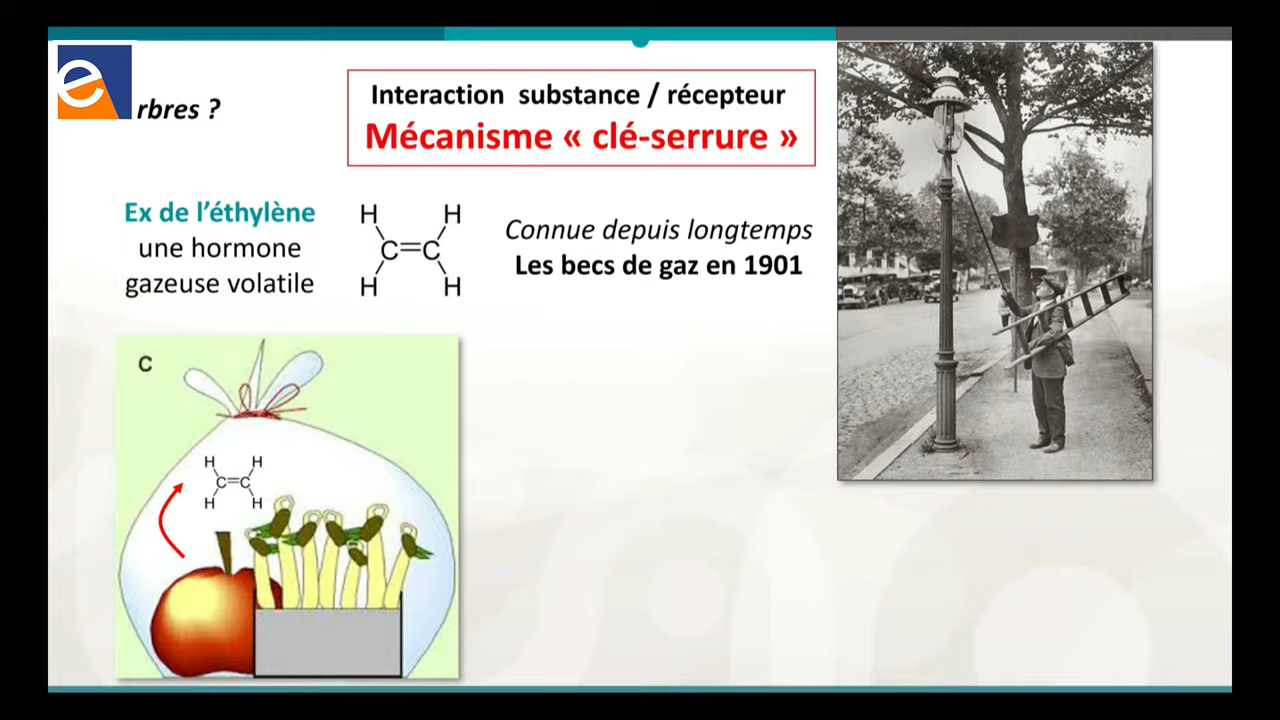 e
rbres ?
Interaction substance / récepteur
Mécanisme « clé-serrure »
Ex de l’éthylène
une hormone
gazeuse volatile
H H
C=C
H H
Connue depuis longtemps
Les becs de gaz en 1901
C
H H
C=C
H H